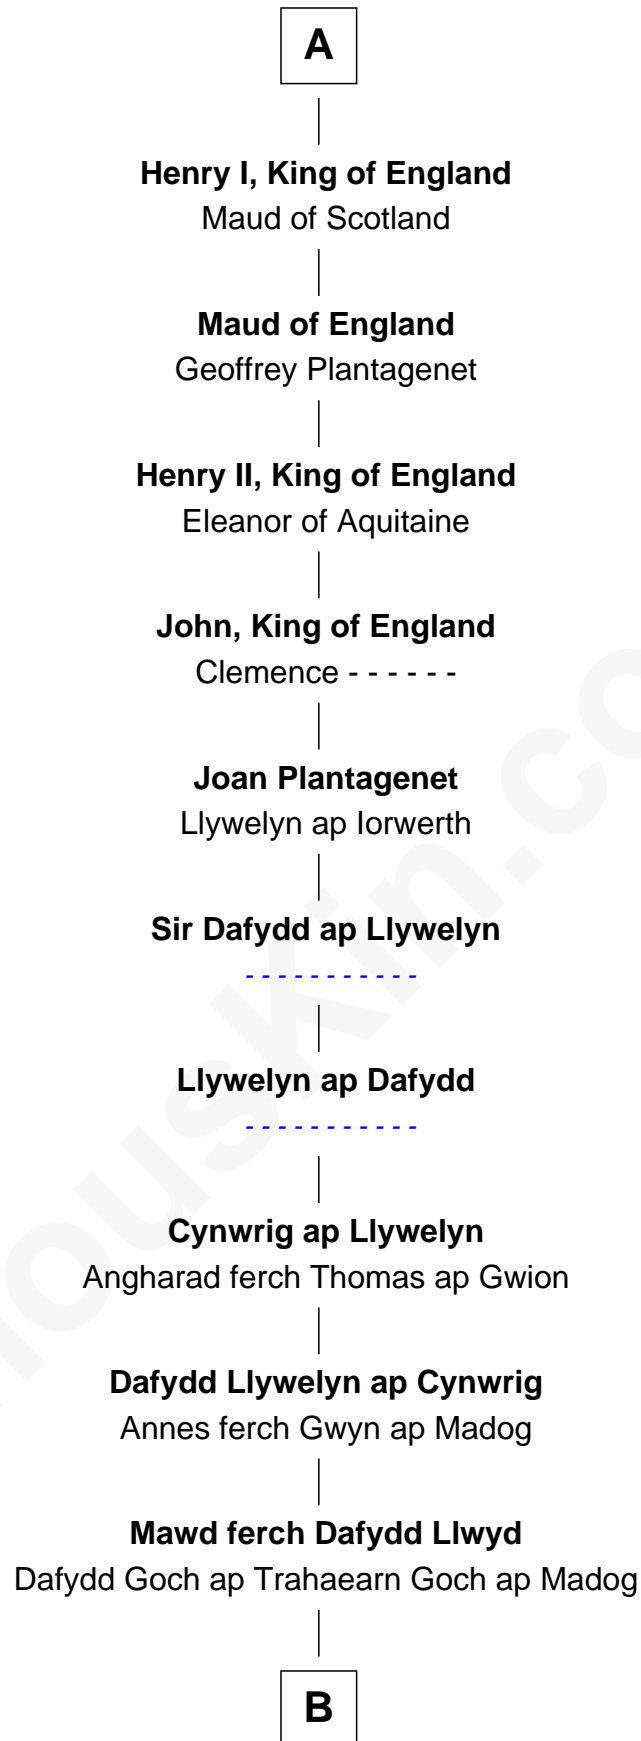 A
Henry I, King of England
Maud of Scotland
Maud of England
Geoffrey Plantagenet
Henry II, King of England
Eleanor of Aquitaine
John, King of England
Clemence - - - - - -
Joan Plantagenet
Llywelyn ap Iorwerth
Sir Dafydd ap Llywelyn
- - - - - - - - - - -
Llywelyn ap Dafydd
- - - - - - - - - - -
Cynwrig ap Llywelyn
Angharad ferch Thomas ap Gwion
Dafydd Llywelyn ap Cynwrig
Annes ferch Gwyn ap Madog
Mawd ferch Dafydd Llwyd
Dafydd Goch ap Trahaearn Goch ap Madog
B